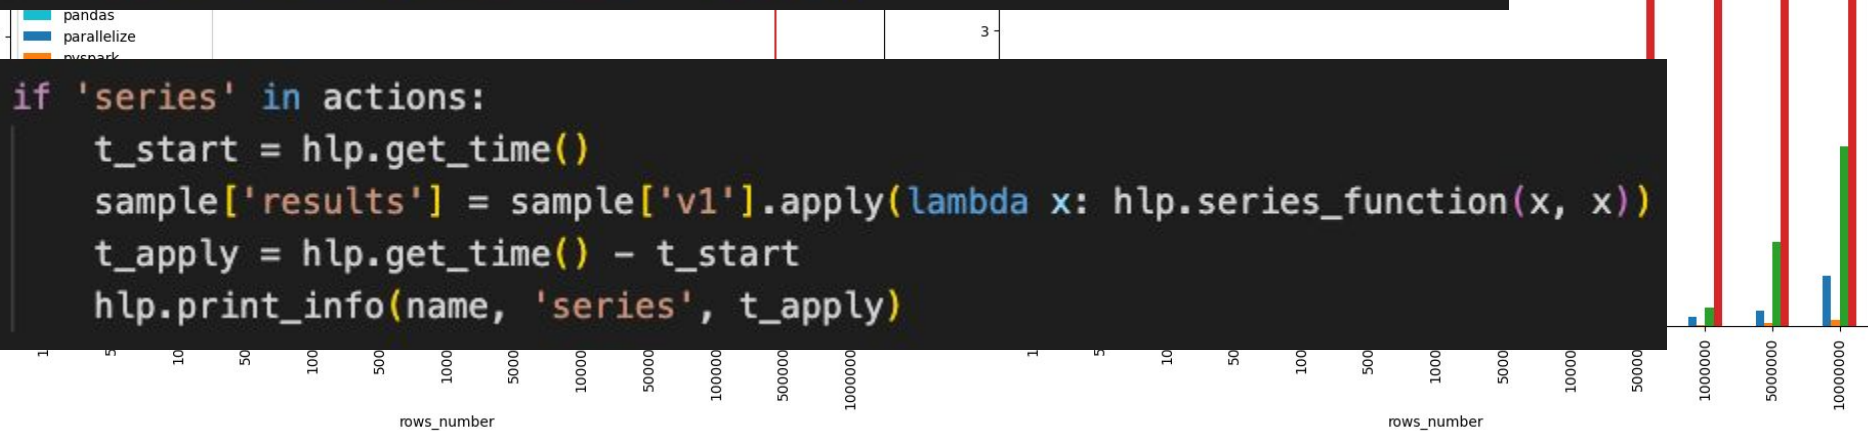 pandas
parallelize
pyspark
3
if 'series' in actions:
    t_start = hlp.get_time()
    sample['results'] = sample['v1'].apply(lambda x: hlp.series_function(x, x))
    t_apply = hlp.get_time() - t_start
    hlp.print_info(name, 'series', t_apply)
1 5 10 50 100 500 1000 5000 10000 50000 100000 500000 1000000
rows_number
1 5 10 50 100 500 1000 5000 10000 50000 1000000 5000000 10000000
rows_number